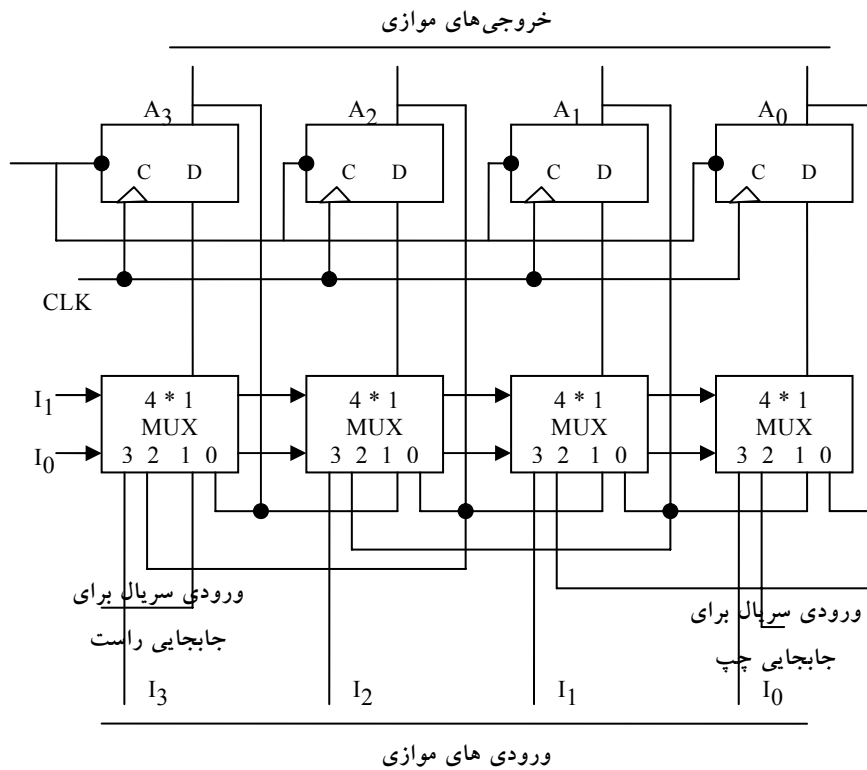 خروجی‌های موازی
A3 A2 A1 A0
C D C D C D C D
CLK
I1 4 * 1 4 * 1 4 * 1 4 * 1
MUX MUX MUX MUX
I0 3 2 1 0 3 2 1 0 3 2 1 0 3 2 1 0
ورودی سریال برای
جابجایی راست
ورودی سریال برای
جابجایی چپ
I3 I2 I1 I0
ورودی های موازی